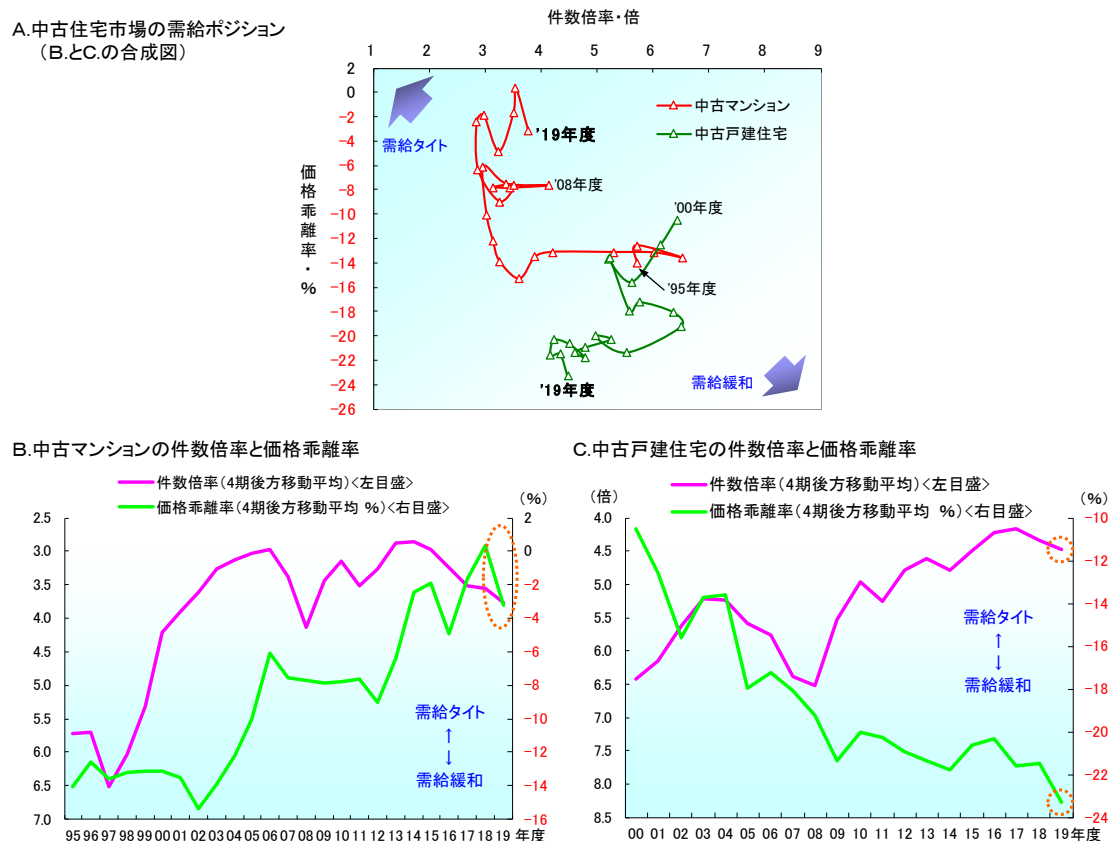 A.中古住宅市場の需給ポジション
(B.とC.の合成図)
件数倍率・倍
1 2 3 4 5 6 7 8 9
2
0
-2
-4
-6
-8
-10
-12
-14
-16
-18
-20
-22
-24
-26
価格乖離率・%
需給タイト
中古マンション
中古戸建住宅
'19年度
'08年度
'00年度
'95年度
'19年度
需給緩和
B.中古マンションの件数倍率と価格乖離率
件数倍率(4期後方移動平均)<左目盛>
価格乖離率(4期後方移動平均 %)<右目盛>
(%)
2.5
3.0
3.5
4.0
4.5
5.0
5.5
6.0
6.5
7.0
2
0
-2
-4
-6
-8
-10
-12
-14
-16
需給タイト
↑
↓
需給緩和
95 96 97 98 99 00 01 02 03 04 05 06 07 08 09 10 11 12 13 14 15 16 17 18 19 年度
C.中古戸建住宅の件数倍率と価格乖離率
件数倍率(4期後方移動平均)<左目盛>
価格乖離率(4期後方移動平均 %)<右目盛>
(倍)
(%)
4.0
4.5
5.0
5.5
6.0
6.5
7.0
7.5
8.0
8.5
-10
-12
-14
-16
-18
-20
-22
-24
需給タイト
↑
↓
需給緩和
00 01 02 03 04 05 06 07 08 09 10 11 12 13 14 15 16 17 18 19 年度